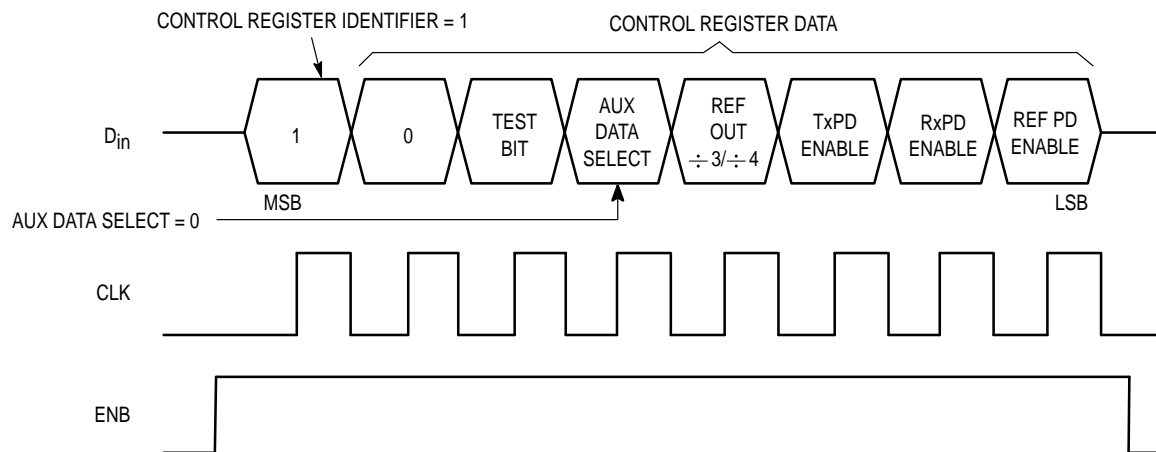 CONTROL REGISTER IDENTIFIER = 1
CONTROL REGISTER DATA
Din
1
0
TEST
BIT
AUX
DATA
SELECT
REF
OUT
÷3/÷4
TxPD
ENABLE
RxPD
ENABLE
REF PD
ENABLE
MSB
LSB
AUX DATA SELECT = 0
CLK
ENB